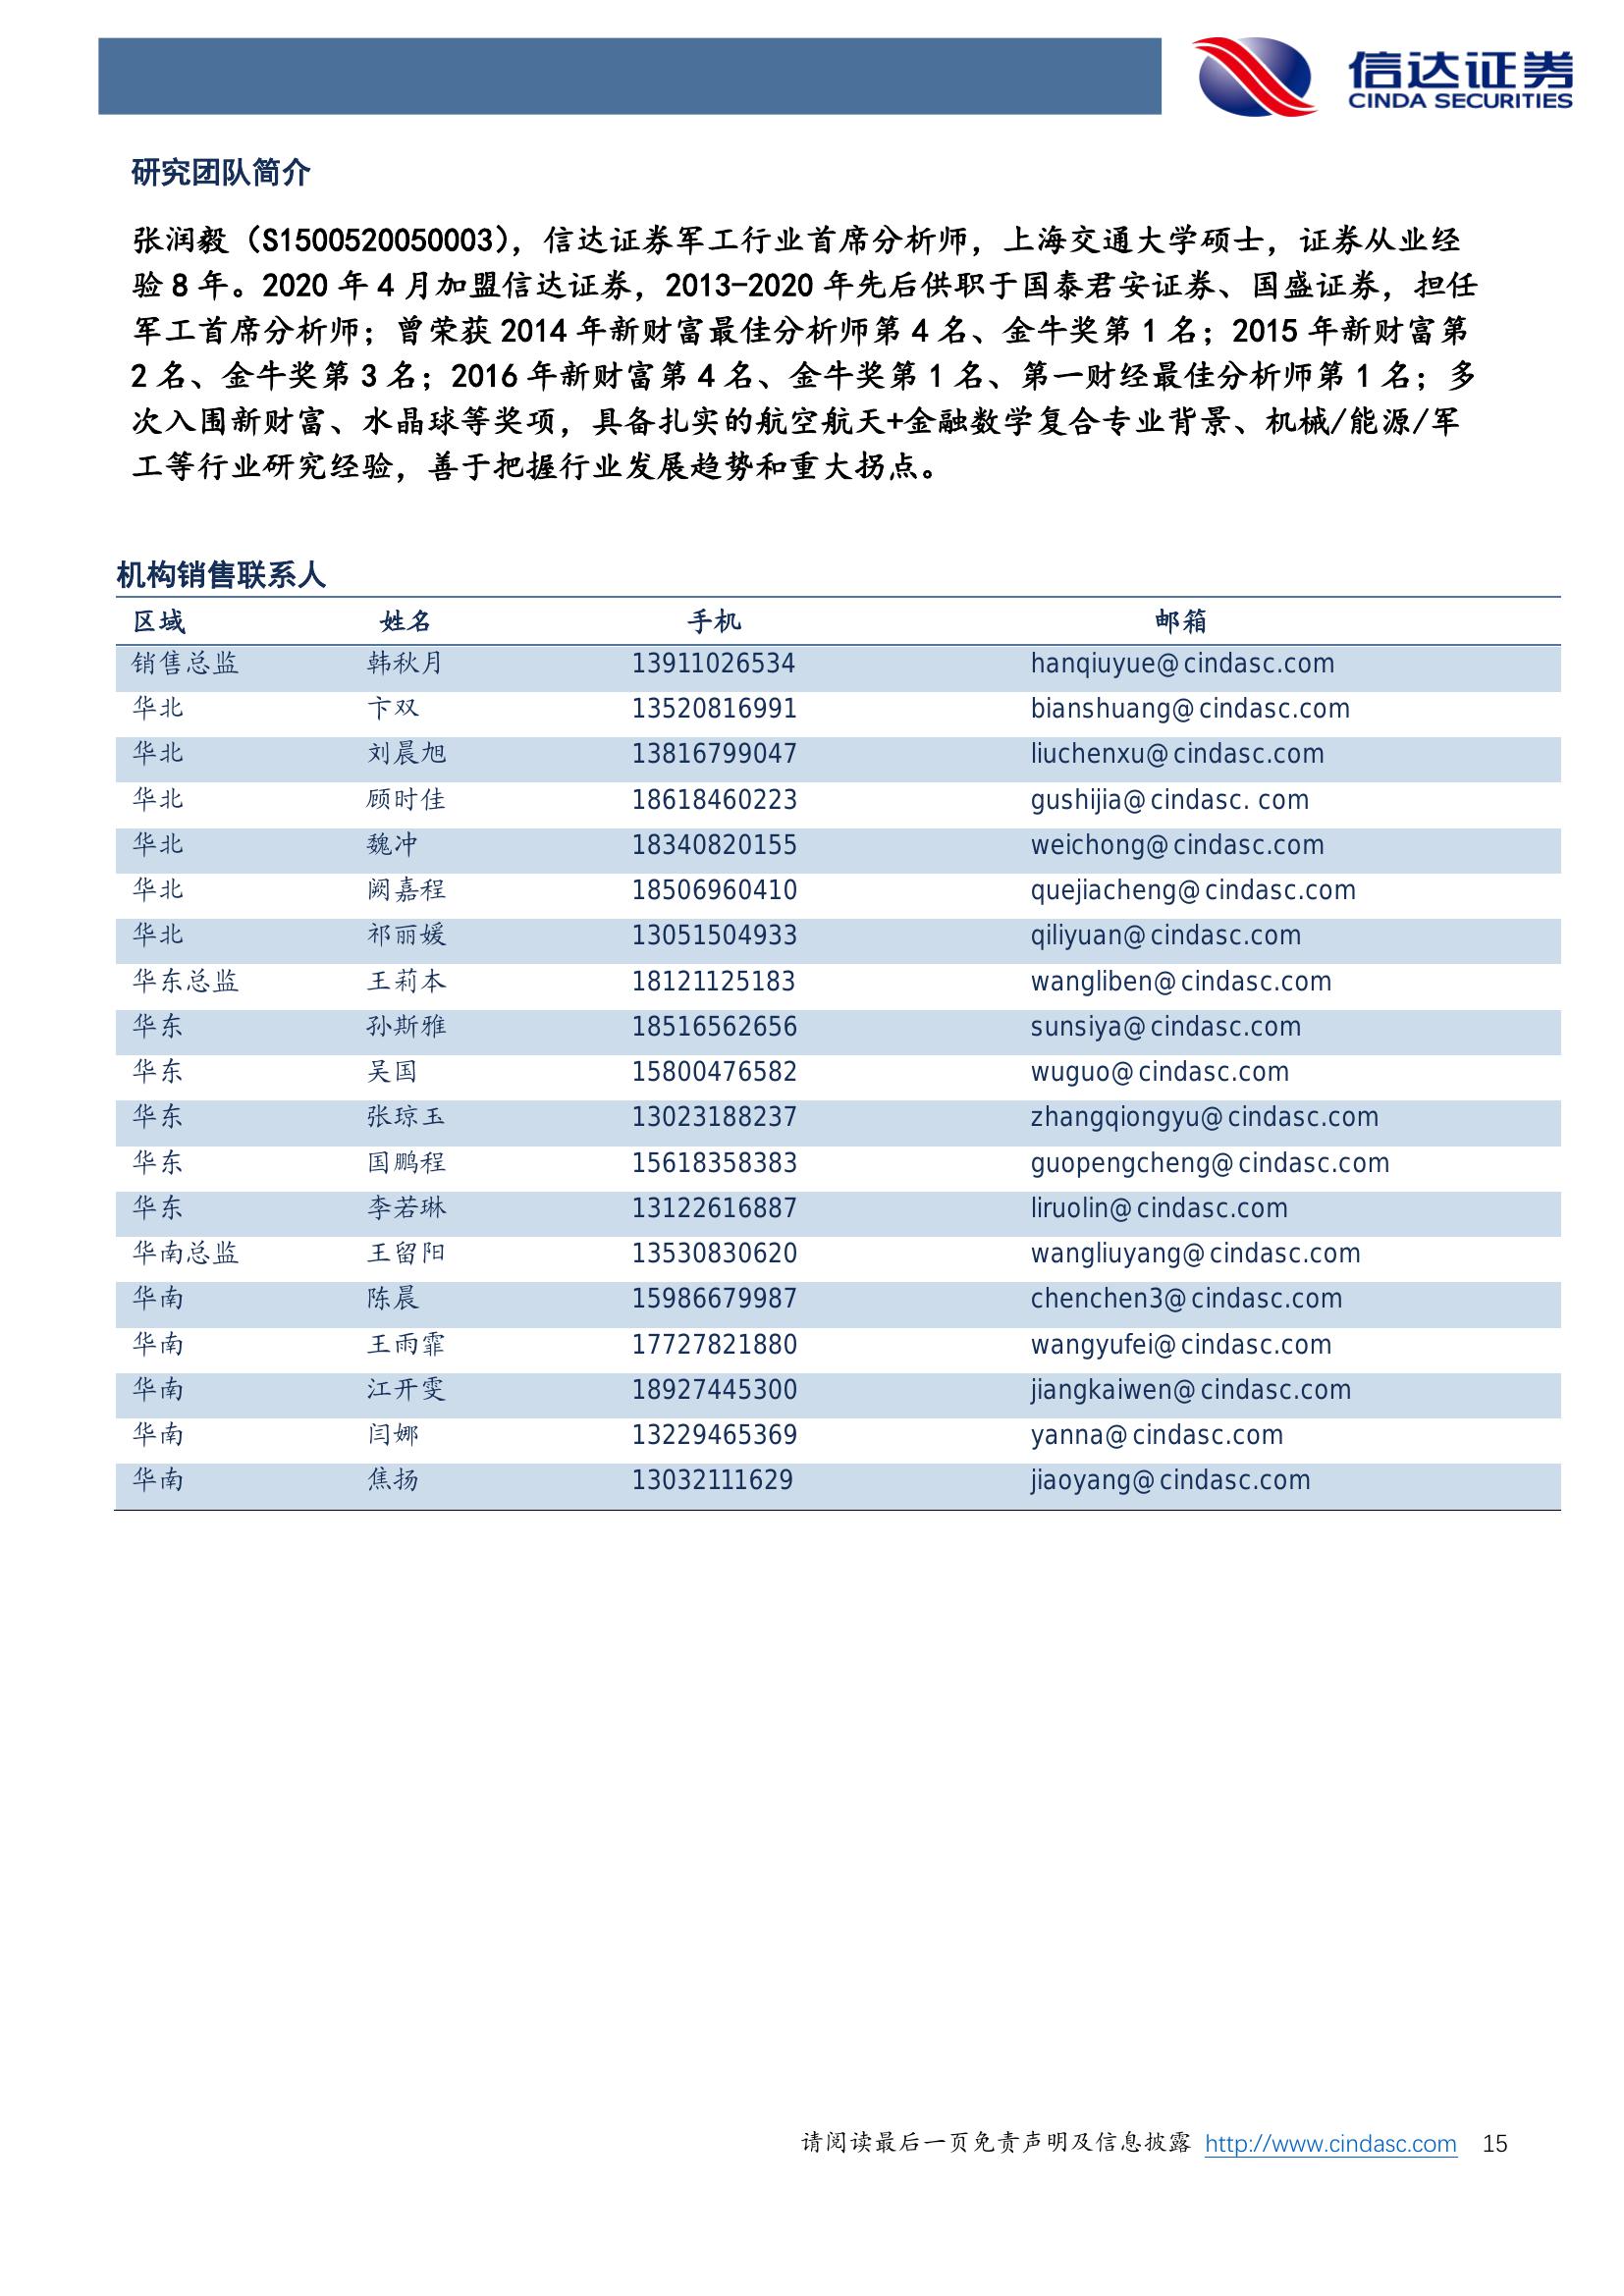 信达证券
CINDA SECURITIES
研究团队简介
张润毅（S1500520050003），信达证券军工行业首席分析师，上海交通大学硕士，证券从业经
验 8 年。2020 年 4 月加盟信达证券，2013-2020 年先后供职于国泰君安证券、国盛证券，担任
军工首席分析师；曾荣获 2014 年新财富最佳分析师第 4 名、金牛奖第 1 名；2015 年新财富第
2 名、金牛奖第 3 名；2016 年新财富第 4 名、金牛奖第 1 名、第一财经最佳分析师第 1 名；多
次入围新财富、水晶球等奖项，具备扎实的航空航天+金融数学复合专业背景、机械/能源/军
工等行业研究经验，善于把握行业发展趋势和重大拐点。
机构销售联系人
区域 姓名 手机 邮箱
销售总监 韩秋月 13911026534 hanqiuyue@cindasc.com
华北 卞双 13520816991 bianshuang@cindasc.com
华北 刘晨旭 13816799047 liuchenxu@cindasc.com
华北 顾时佳 18618460223 gushijia@cindasc. com
华北 魏冲 18340820155 weichong@cindasc.com
华北 阙嘉程 18506960410 quejiacheng@cindasc.com
华北 祁丽媛 13051504933 qiliyuan@cindasc.com
华东总监 王莉本 18121125183 wangliben@cindasc.com
华东 孙斯雅 18516562656 sunsiya@cindasc.com
华东 吴国 15800476582 wuguo@cindasc.com
华东 张琼玉 13023188237 zhangqiongyu@cindasc.com
华东 国鹏程 15618358383 guopengcheng@cindasc.com
华东 李若琳 13122616887 liruolin@cindasc.com
华南总监 王留阳 13530830620 wangliuyang@cindasc.com
华南 陈晨 15986679987 chenchen3@cindasc.com
华南 王雨霏 17727821880 wangyufei@cindasc.com
华南 江开雯 18927445300 jiangkaiwen@cindasc.com
华南 闫娜 13229465369 yanna@cindasc.com
华南 焦扬 13032111629 jiaoyang@cindasc.com
请阅读最后一页免责声明及信息披露 http://www.cindasc.com 15